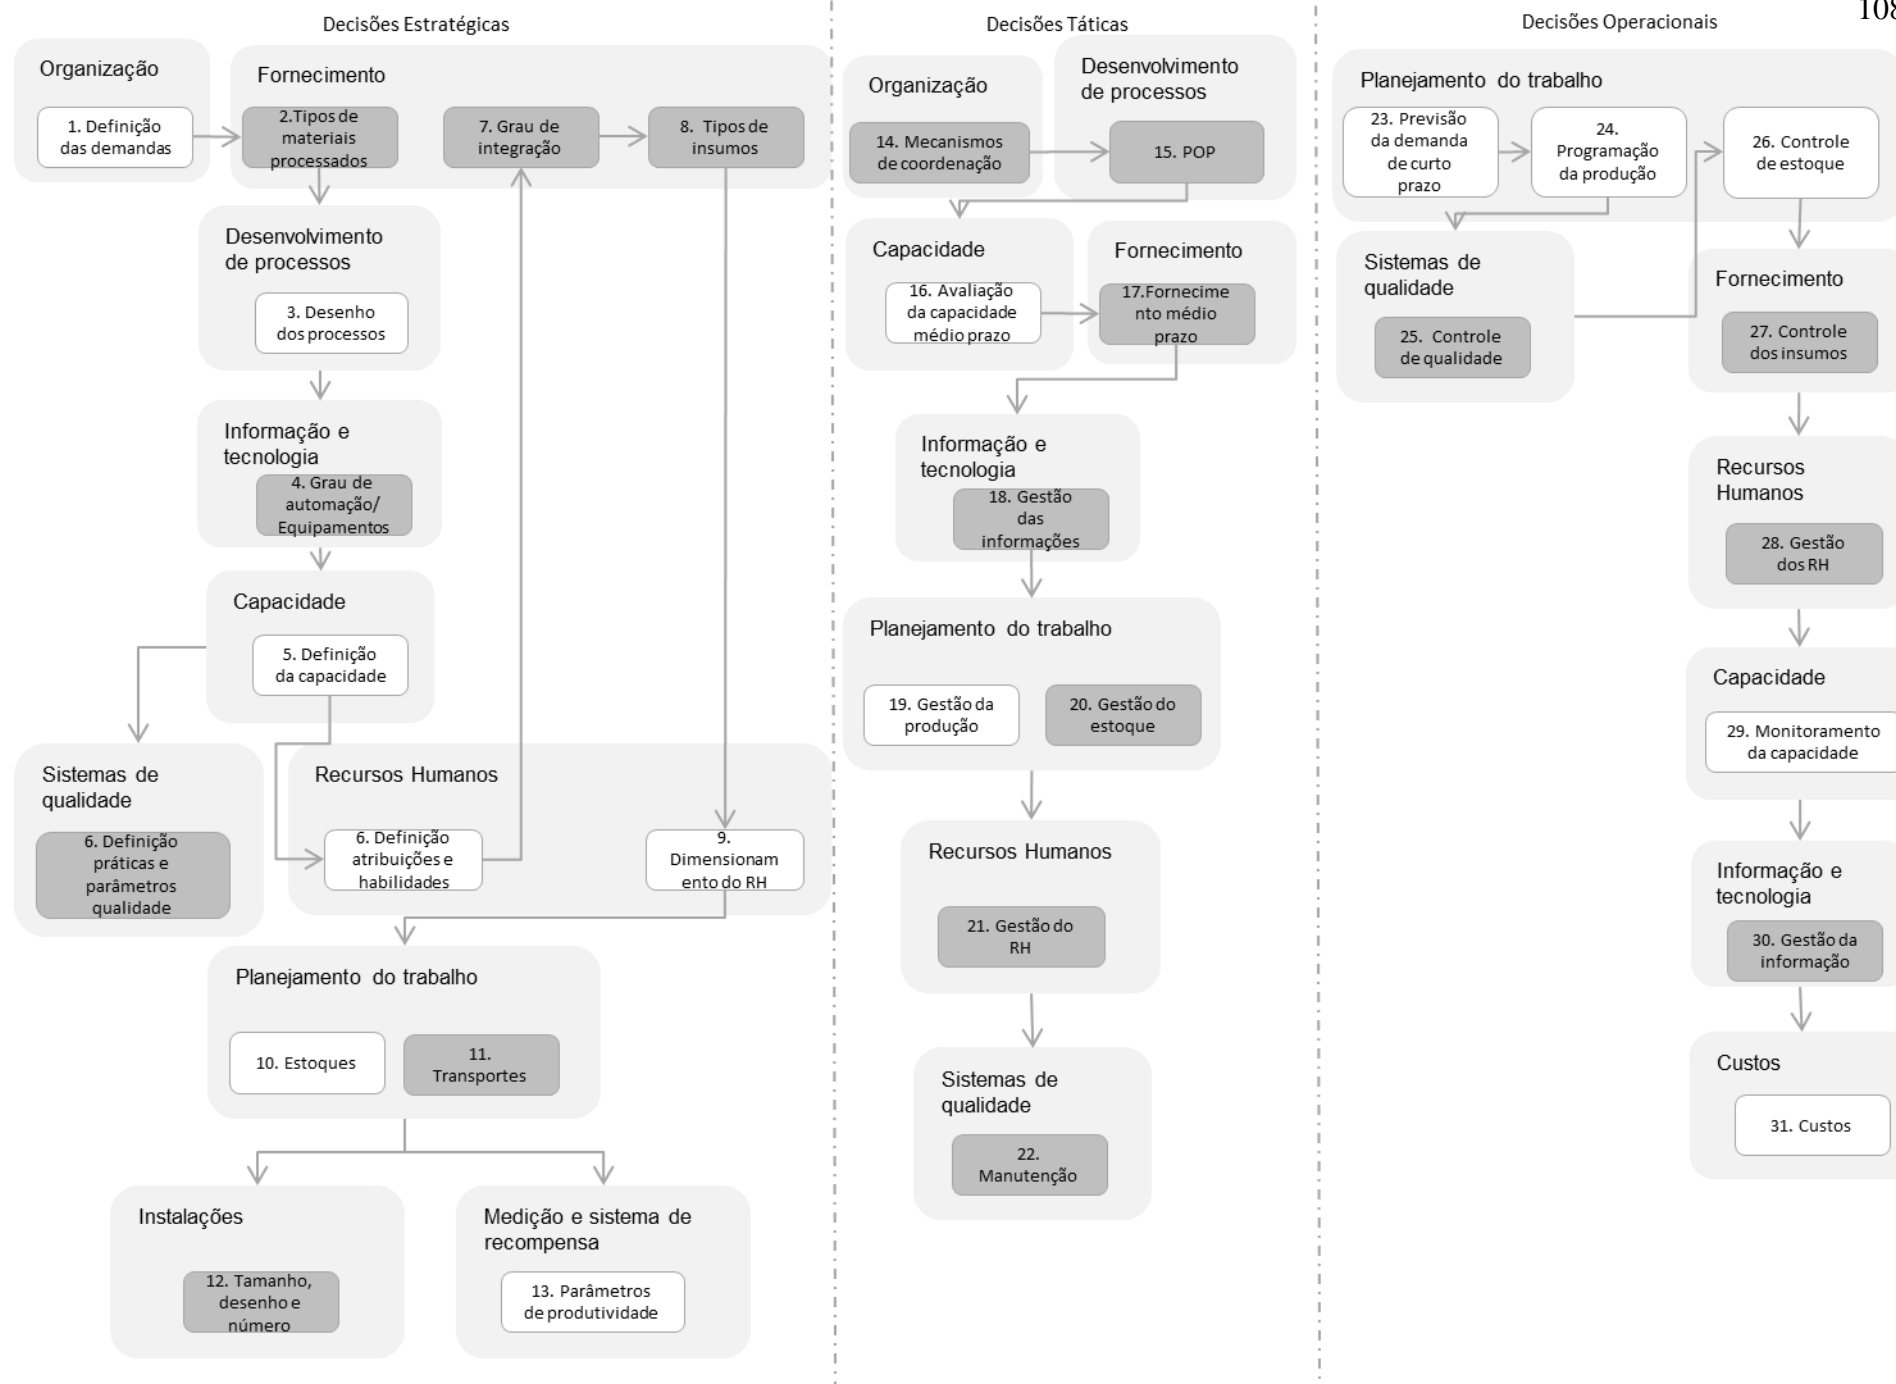 108
Decisões Estratégicas
Organização
1. Definição
das demandas
Fornecimento
2.Tipos de
materiais
processados
7. Grau de
integração
8. Tipos de
insumos
Desenvolvimento
de processos
3. Desenho
dos processos
Informação e
tecnologia
4. Grau de
automação/
Equipamentos
Capacidade
5. Definição
da capacidade
Sistemas de
qualidade
6. Definição
práticas e
parâmetros
qualidade
Recursos Humanos
6. Definição
atribuições e
habilidades
9.
Dimensionam
ento do RH
Planejamento do trabalho
10. Estoques
11.
Transportes
Instalações
12. Tamanho,
desenho e
número
Medição e sistema de
recompensa
13. Parâmetros
de produtividade
Decisões Táticas
Organização
14. Mecanismos
de coordenação
Desenvolvimento
de processos
15. POP
Capacidade
16. Avaliação
da capacidade
médio prazo
Fornecimento
17.Fornecime
nto médio
prazo
Informação e
tecnologia
18. Gestão
das
informações
Planejamento do trabalho
19. Gestão da
produção
20. Gestão do
estoque
Recursos Humanos
21. Gestão do
RH
Sistemas de
qualidade
22.
Manutenção
Decisões Operacionais
Planejamento do trabalho
23. Previsão
da demanda
de curto
prazo
24.
Programação
da produção
26. Controle
de estoque
Sistemas de
qualidade
25. Controle
de qualidade
Fornecimento
27. Controle
dos insumos
Recursos
Humanos
28. Gestão
dos RH
Capacidade
29. Monitoramento
da capacidade
Informação e
tecnologia
30. Gestão da
informação
Custos
31. Custos